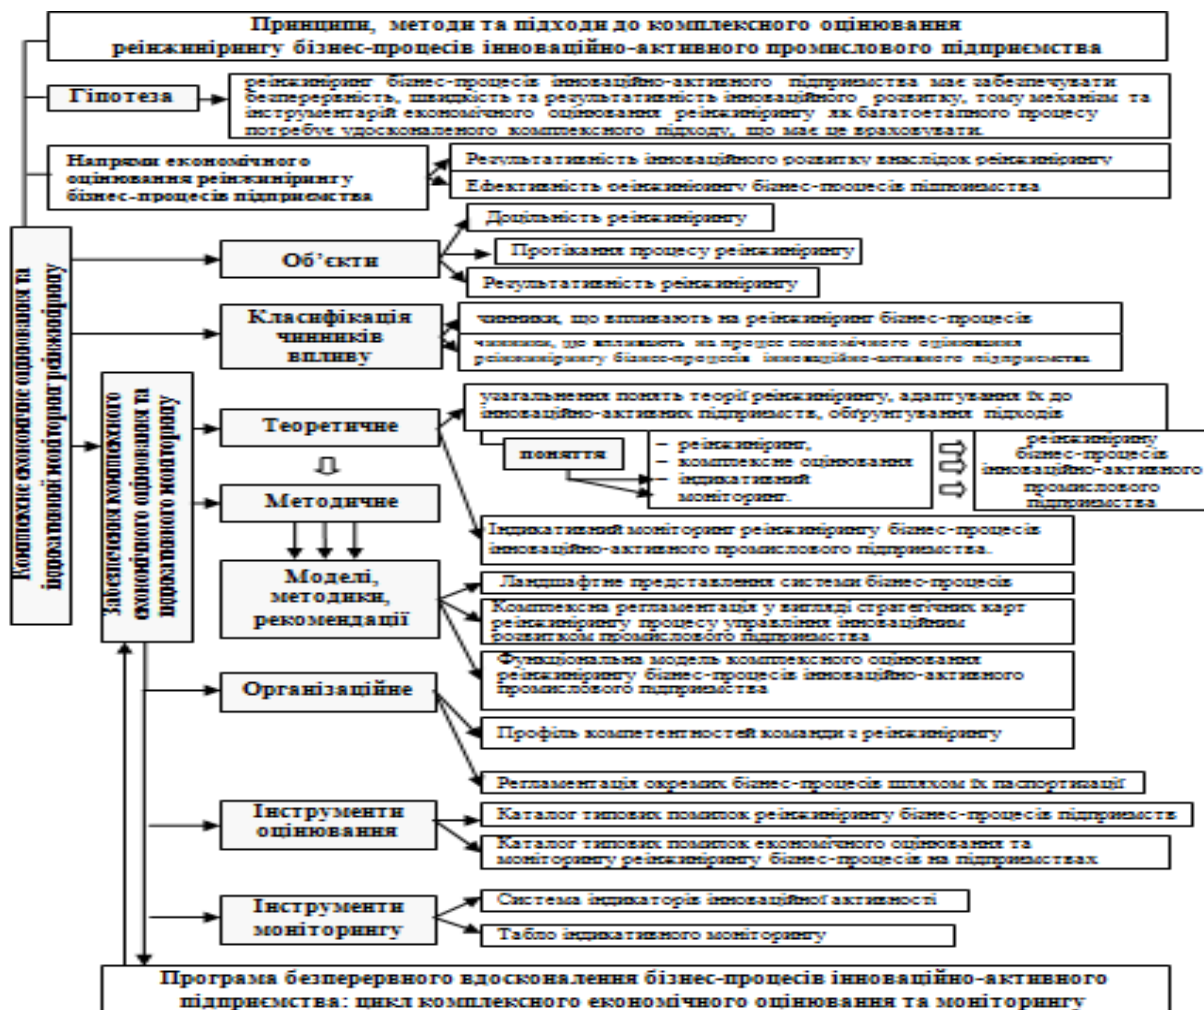 Принципи, методи та підходи до комплексного оцінювання
реінжинірингу бізнес-процесів інноваційно-активного промислового підприємства
Гіпотеза
реінжиніринг бізнес-процесів інноваційно-активного підприємства має забезпечувати
безперервність, швидкість та результативність інноваційного розвитку, тому механізм та
інструментарій економічного оцінювання реінжинірингу як багатоетапного процесу
потребує удосконаленого комплексного підходу, що має це враховувати.
Напрями економічного
оцінювання реінжинірингу
бізнес-процесів підприємства
Результативність інноваційного розвитку внаслідок реінжинірингу
Ефективність реінжинірингу бізнес-процесів підприємства
Комплексне економічне оцінювання та
індикативний моніторинг реінжинірингу
Об’єкти
Доцільність реінжинірингу
Протікання процесу реінжинірингу
Результативність реінжинірингу
Класифікація
чинників
впливу
чинники, що впливають на реінжиніринг бізнес-процесів
чинники, що впливають на процес економічного оцінювання
реінжинірингу бізнес-процесів інноваційно-активного підприємства
Забезпечення комплексного
економічного оцінювання та
індикативного моніторингу
Теоретичне
узагальнення понять теорії реінжинірингу, адаптування їх до
інноваційно-активних підприємств, обґрунтування підходів
поняття
– реінжиніринг,
– комплексне оцінювання
– індикативний
моніторинг.
реінжинірину
бізнес-процесів
інноваційно-активного
промислового
підприємства
Методичне
Індикативний моніторинг реінжинірингу бізнес-процесів
інноваційно-активного промислового підприємства.
Моделі,
методики,
рекомендації
Ландшафтне представлення системи бізнес-процесів
Комплексна регламентація у вигляді стратегічних карт
реінжинірингу процесу управління інноваційним
розвитком промислового підприємства
Функціональна модель комплексного оцінювання
реінжинірингу бізнес-процесів інноваційно-активного
промислового підприємства
Організаційне
Профіль компетентностей команди з реінжинірингу
Регламентація окремих бізнес-процесів шляхом їх паспортизації
Інструменти
оцінювання
Каталог типових помилок реінжинірингу бізнес-процесів підприємств
Каталог типових помилок економічного оцінювання та
моніторингу реінжинірингу бізнес-процесів на підприємствах
Інструменти
моніторингу
Система індикаторів інноваційної активності
Табло індикативного моніторингу
Програма безперервного вдосконалення бізнес-процесів інноваційно-активного
підприємства: цикл комплексного економічного оцінювання та моніторингу